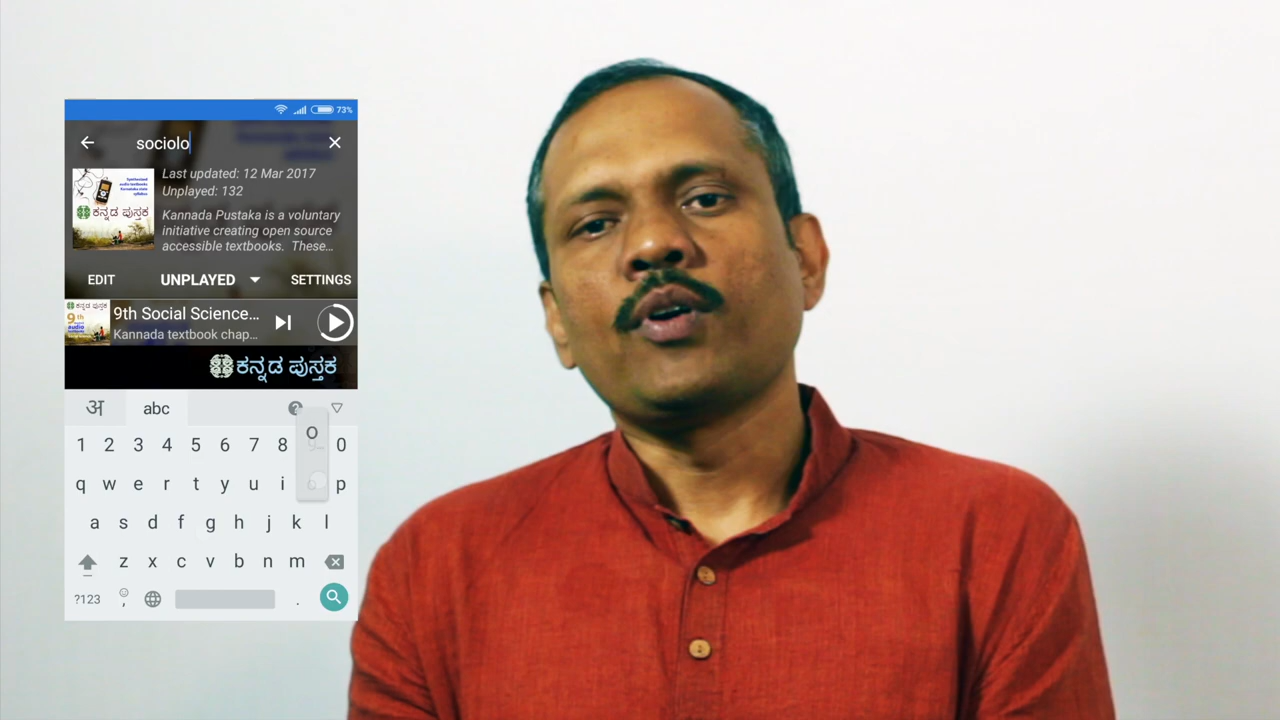 73%
sociolo
Last updated: 12 Mar 2017
Unplayed: 132
Kannada Pustaka is a voluntary
initiative creating open source
accessible textbooks. These…
ಕನ್ನಡ ಪುಸ್ತಕ
EDIT
UNPLAYED
SETTINGS
9th Social Science...
Kannada textbook chap...
ಕನ್ನಡ ಪುಸ್ತಕ
अ abc
1 2 3 4 5 6 7 8 0
o
q w e r t y u i p
a s d f g h j k l
z x c v b n m
?123 , .